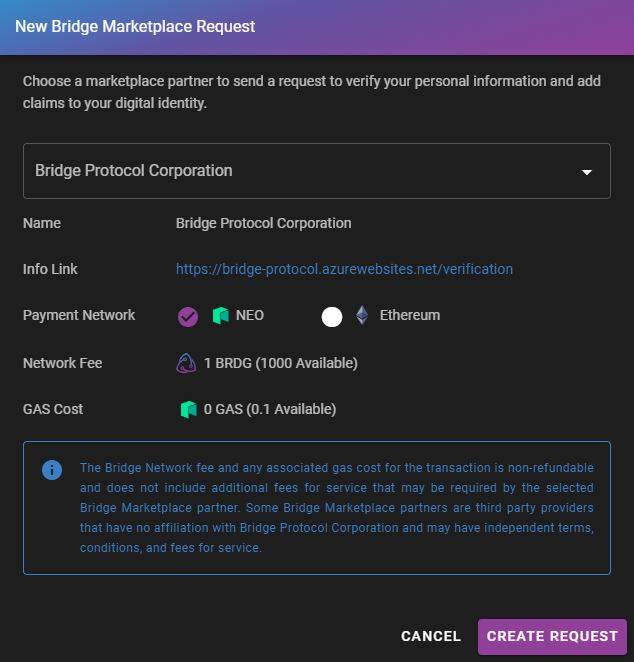 New Bridge Marketplace Request
Choose a marketplace partner to send a request to verify your personal information and add
claims to your digital identity.
Bridge Protocol Corporation
Name Bridge Protocol Corporation
Info Link https://bridge-protocol.azurewebsites.net/verification
Payment Network NEO Ethereum
Network Fee 1 BRDG (1000 Available)
GAS Cost 0 GAS (0.1 Available)
The Bridge Network fee and any associated gas cost for the transaction is non-refundable
and does not include additional fees for service that may be required by the selected
Bridge Marketplace partner. Some Bridge Marketplace partners are third party providers
that have no affiliation with Bridge Protocol Corporation and may have independent terms,
conditions, and fees for service.
CANCEL CREATE REQUEST